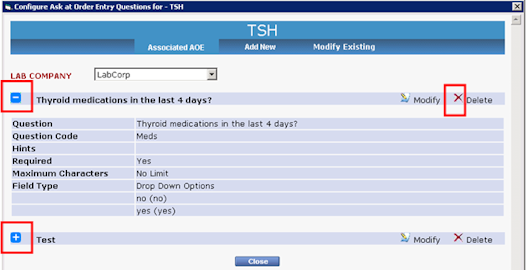 Configure Ask at Order Entry Questions for - TSH
TSH
Associated AOE Add New Modify Existing
LAB COMPANY LabCorp
Thyroid medications in the last 4 days? Modify Delete
Question Thyroid medications in the last 4 days?
Question Code Meds
Hints
Required Yes
Maximum Characters No Limit
Field Type Drop Down Options
no (no)
yes (yes)
Test Modify Delete
Close